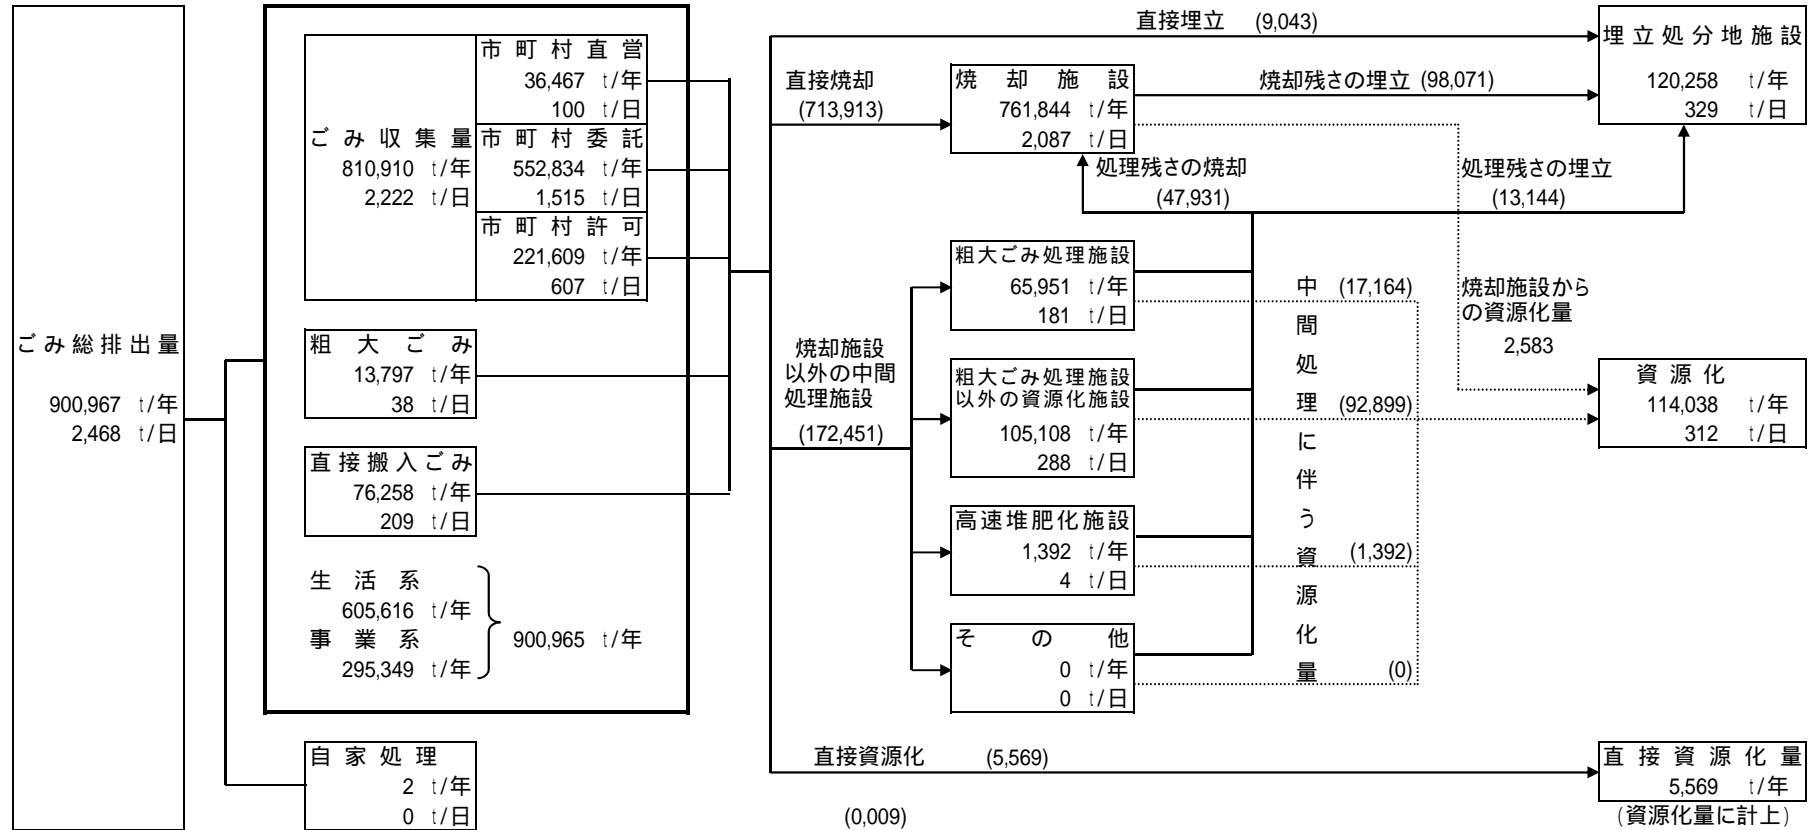 ごみ総排出量
900,967 t/年
2,468 t/日
ごみ収集量
810,910 t/年
2,222 t/日
市町村直営
36,467 t/年
100 t/日
市町村委託
552,834 t/年
1,515 t/日
市町村許可
221,609 t/年
607 t/日
粗大ごみ
13,797 t/年
38 t/日
直接搬入ごみ
76,258 t/年
209 t/日
生活系
605,616 t/年
事業系
295,349 t/年
900,965 t/年
自家処理
2 t/年
0 t/日
直接埋立 (9,043)
直接焼却
(713,913)
焼却施設
761,844 t/年
2,087 t/日
焼却残さの埋立 (98,071)
埋立処分地施設
120,258 t/年
329 t/日
処理残さの焼却
(47,931)
処理残さの埋立
(13,144)
焼却施設
以外の中間
処理施設
(172,451)
粗大ごみ処理施設
65,951 t/年
181 t/日
粗大ごみ処理施設
以外の資源化施設
105,108 t/年
288 t/日
高速堆肥化施設
1,392 t/年
4 t/日
その他
0 t/年
0 t/日
中間処理に伴う資源化量
(17,164)
(92,899)
(1,392)
(0)
焼却施設から
の資源化量
2,583
資源化
114,038 t/年
312 t/日
直接資源化 (5,569)
直接資源化量
5,569 t/年
(資源化量に計上)
(0,009)